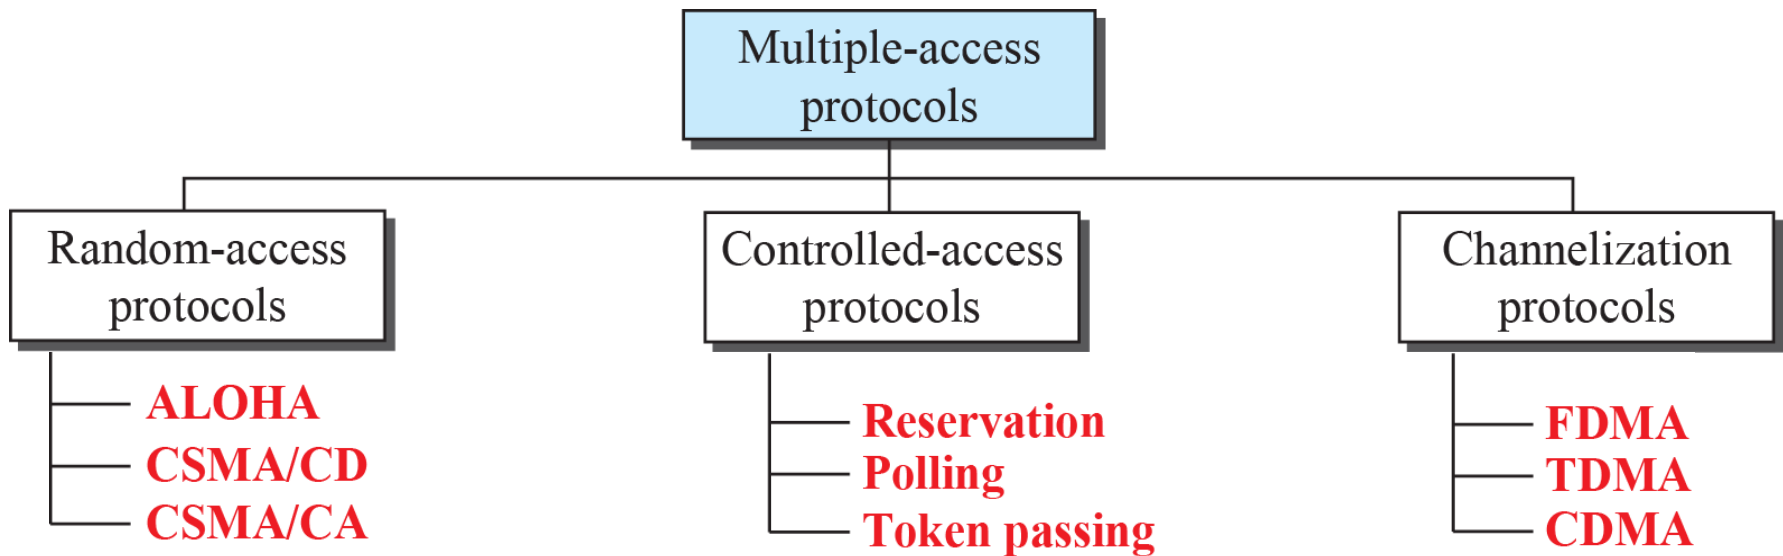 Multiple-access
protocols
Random-access
protocols
ALOHA
CSMA/CD
CSMA/CA
Controlled-access
protocols
Reservation
Polling
Token passing
Channelization
protocols
FDMA
TDMA
CDMA